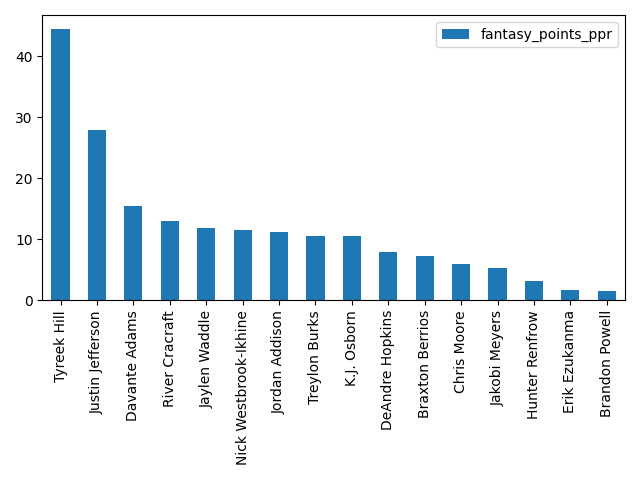 fantasy_points_ppr
40
30
20
10
0
Tyreek Hill
Justin Jefferson
Davante Adams
River Cracraft
Jaylen Waddle
Nick Westbrook-Ikhine
Jordan Addison
Treylon Burks
K.J. Osborn
DeAndre Hopkins
Braxton Berrios
Chris Moore
Jakobi Meyers
Hunter Renfrow
Erik Ezukanma
Brandon Powell